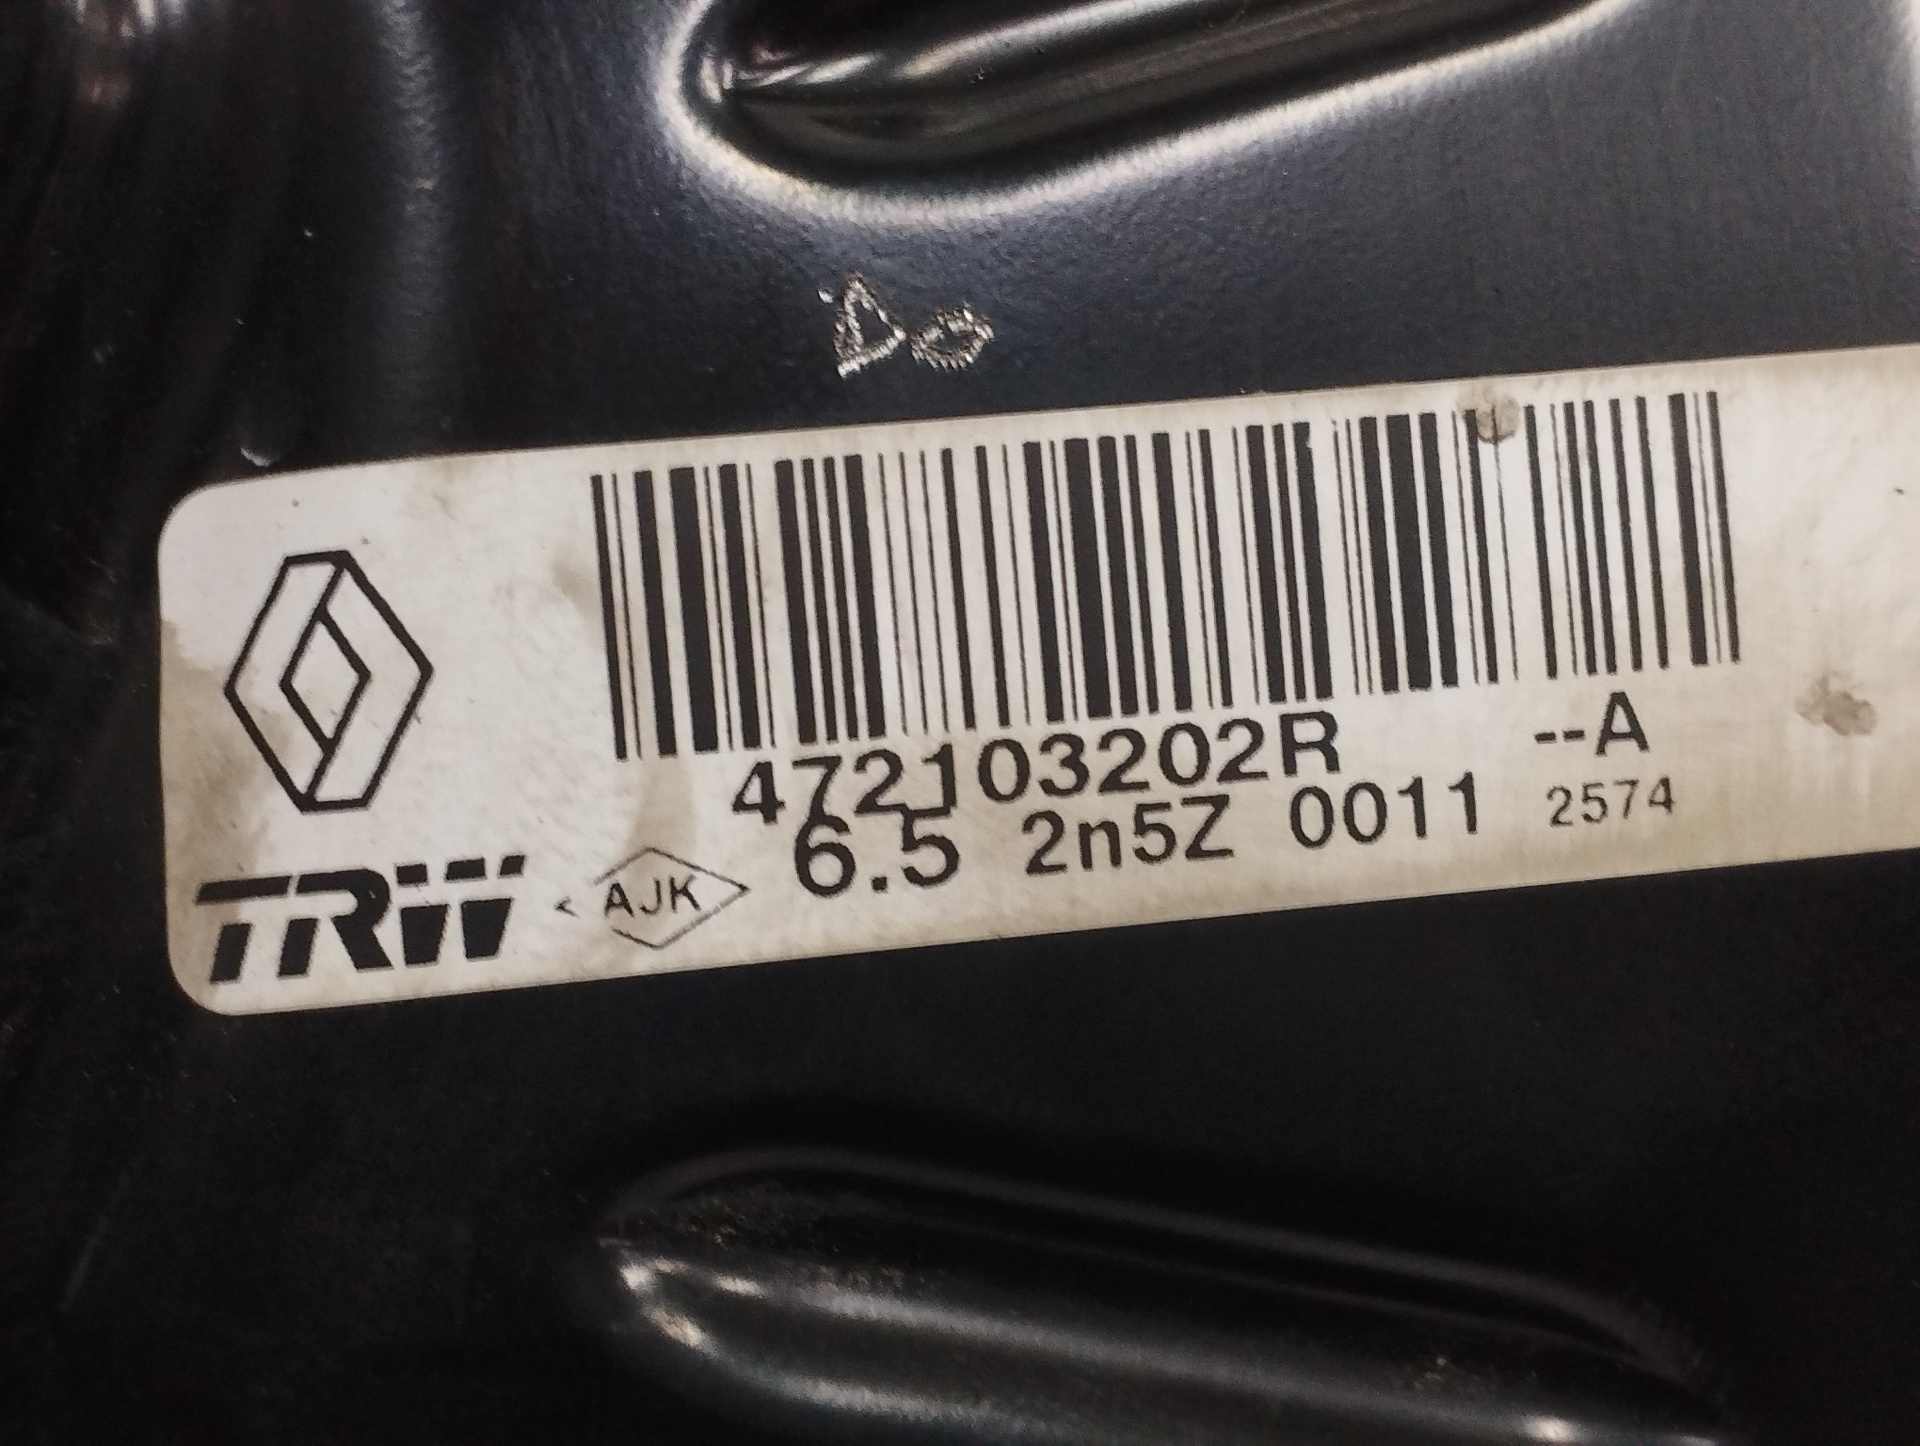 472103202R --A
6.5 2n5Z 0011 2574
TRW < AJK